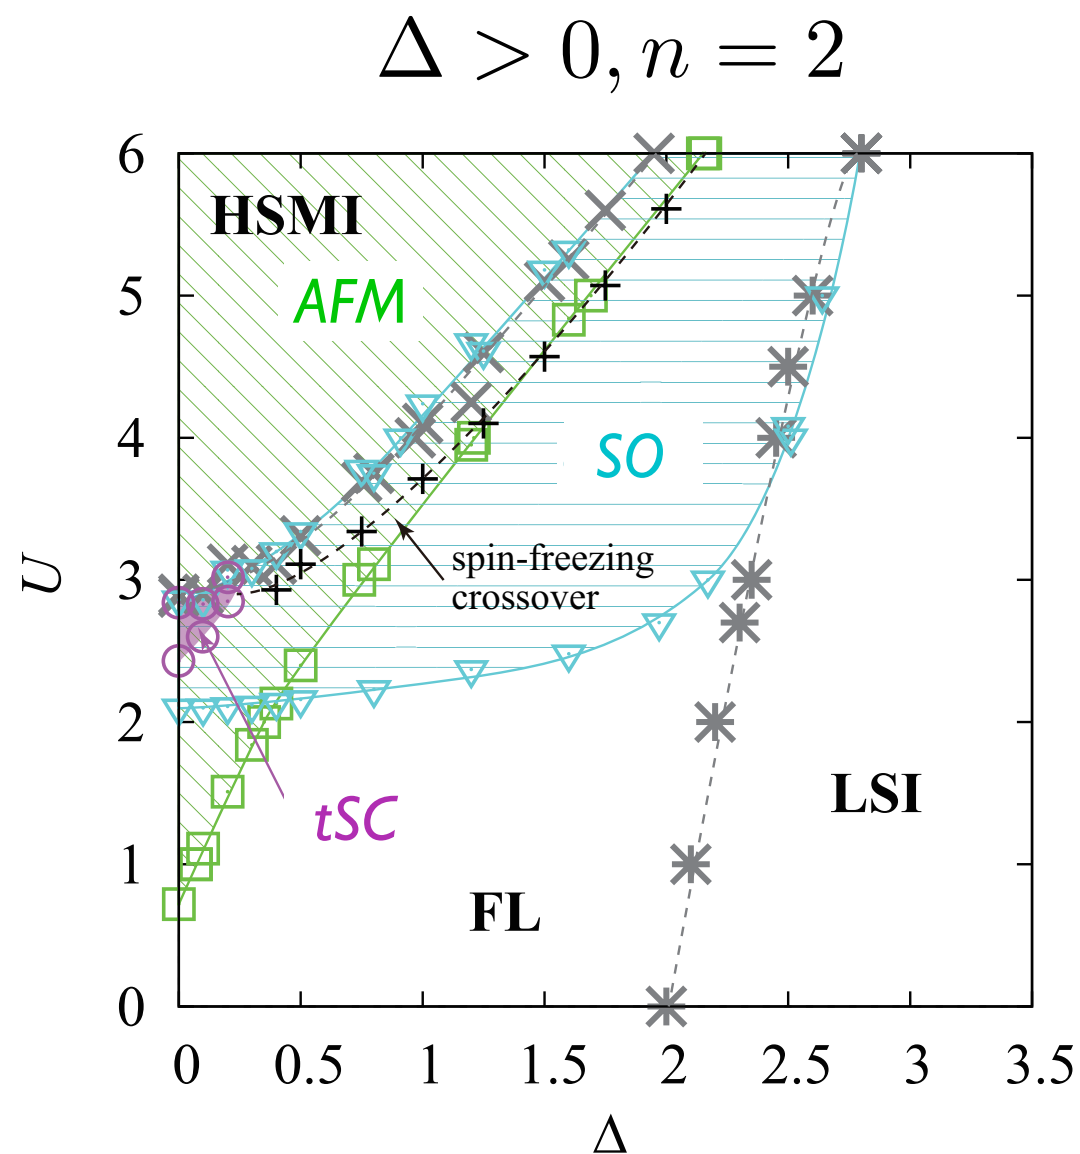 Δ > 0, n = 2
6
HSMI
AFM
5
4
SO
U
spin-freezing
crossover
3
2
tSC
LSI
1
FL
0
0 0.5 1 1.5 2 2.5 3 3.5
Δ